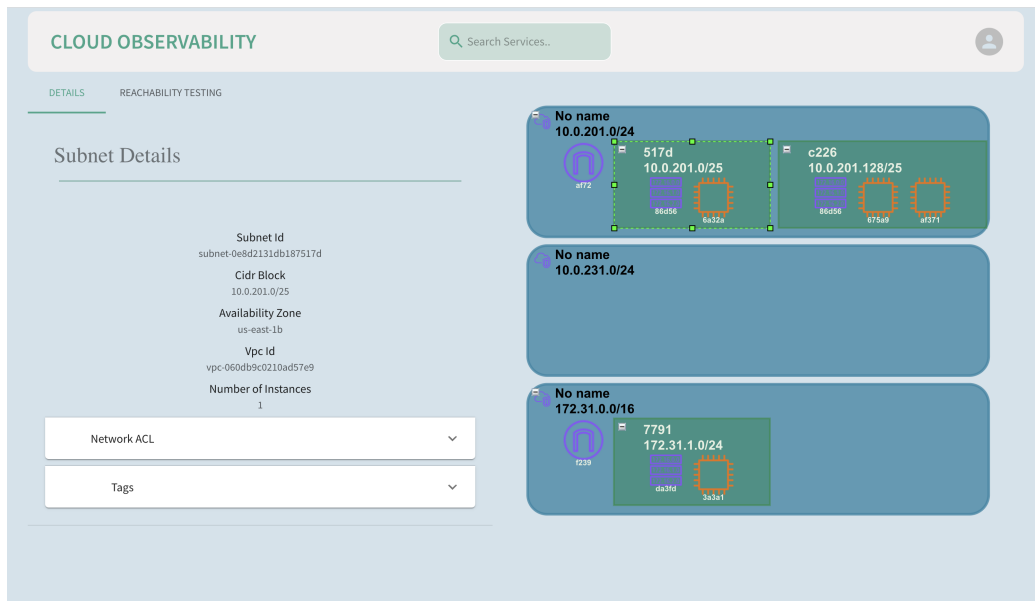 CLOUD OBSERVABILITY
Search Services..
DETAILS
REACHABILITY TESTING
Subnet Details
Subnet Id
subnet-0e8d2131db187517d
Cidr Block
10.0.201.0/25
Availability Zone
us-east-1b
Vpc Id
vpc-060db9c0210ad57e9
Number of Instances
1
Network ACL
Tags
No name
10.0.201.0/24
af72
517d
10.0.201.0/25
86d56
6a32a
c226
10.0.201.128/25
86d56
675a9
af371
No name
10.0.231.0/24
No name
172.31.0.0/16
f239
7791
172.31.1.0/24
da3fd
3a3a1